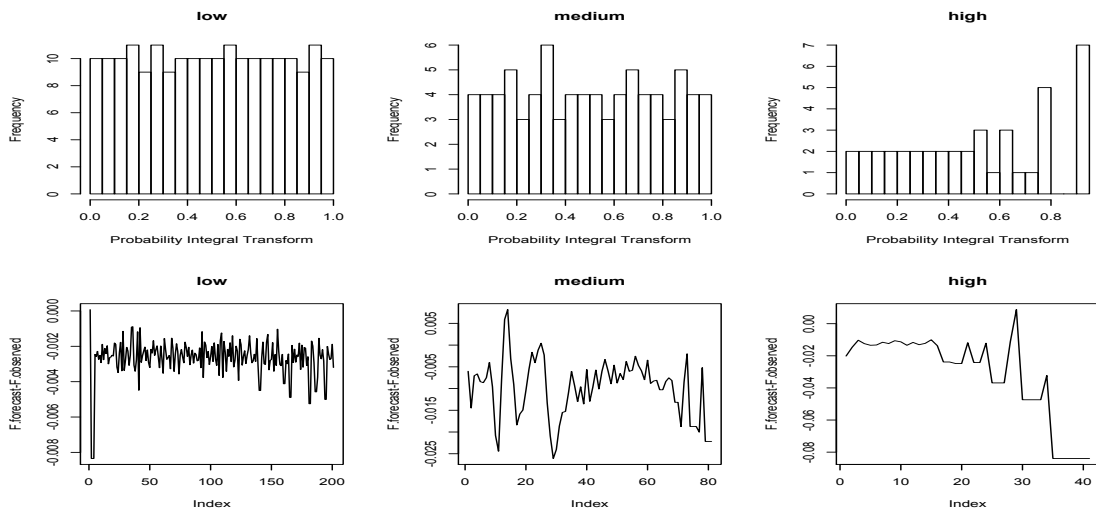 low
medium
high
Frequency
0 2 4 6 8 10
0.0 0.2 0.4 0.6 0.8 1.0
Probability Integral Transform
Frequency
0 1 2 3 4 5 6
0.0 0.2 0.4 0.6 0.8 1.0
Probability Integral Transform
Frequency
0 1 2 3 4 5 6 7
0.0 0.2 0.4 0.6 0.8
Probability Integral Transform
low
medium
high
F.forecast-F.observed
-0.008 -0.006 -0.004 -0.002 0.000
0 50 100 150 200
Index
F.forecast-F.observed
-0.025 -0.015 -0.005 0.005
0 20 40 60 80
Index
F.forecast-F.observed
-0.08 -0.06 -0.04 -0.02 0.00
0 10 20 30 40
Index